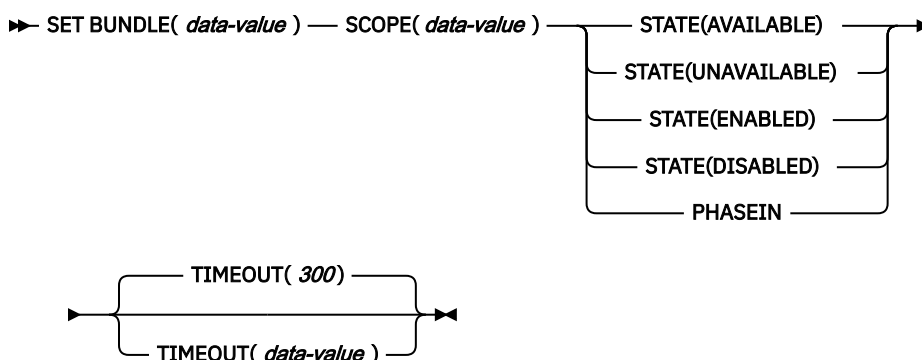 SET BUNDLE( data-value ) SCOPE( data-value ) STATE(AVAILABLE)
STATE(UNAVAILABLE)
STATE(ENABLED)
STATE(DISABLED)
PHASEIN
TIMEOUT( 300)
TIMEOUT( data-value )